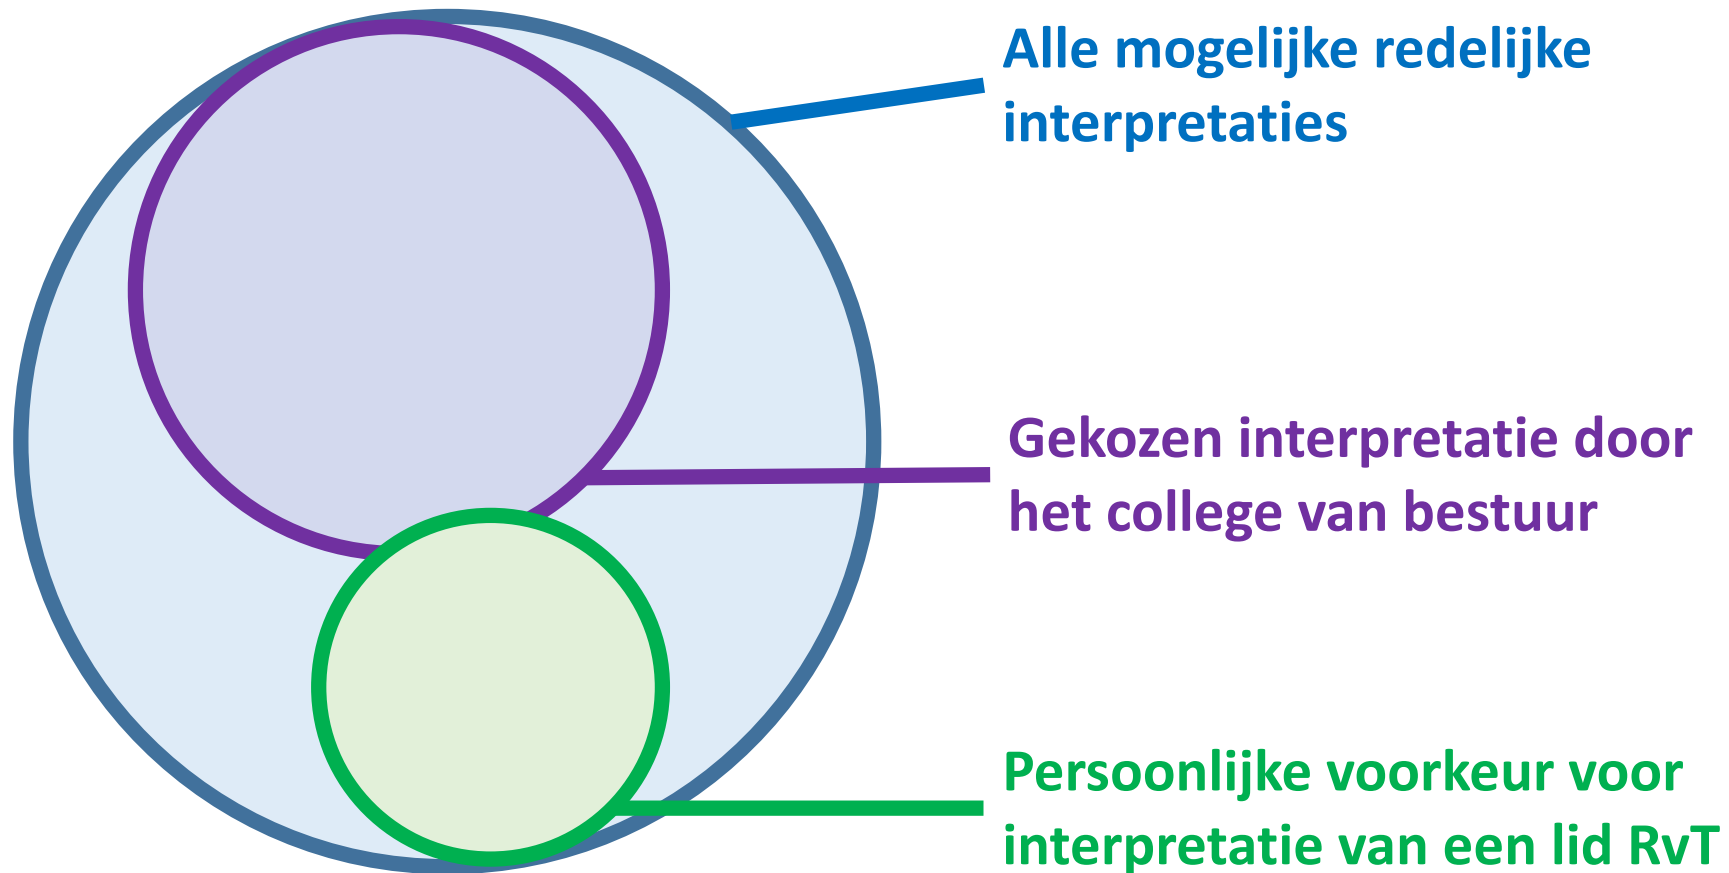 Alle mogelijke redelijke
interpretaties
Gekozen interpretatie door
het college van bestuur
Persoonlijke voorkeur voor
interpretatie van een lid RvT